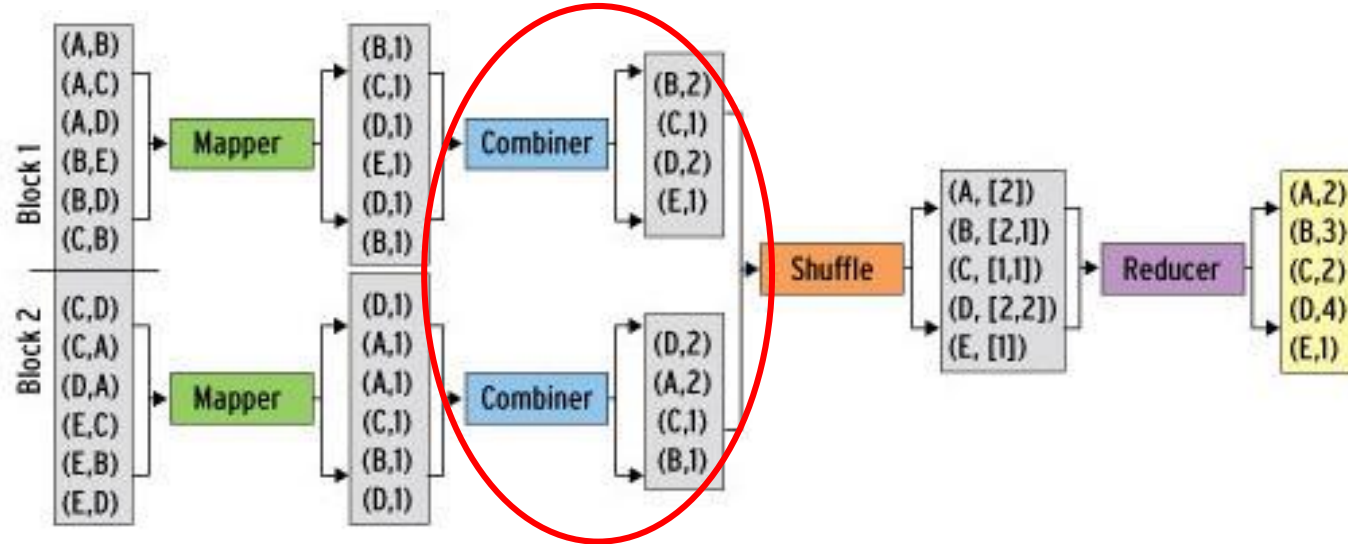 Block 1
(A,B)
(A,C)
(A,D)
(B,E)
(B,D)
(C,B)
Mapper
(B,1)
(C,1)
(D,1)
(E,1)
(D,1)
(B,1)
Combiner
(B,2)
(C,1)
(D,2)
(E,1)
Block 2
(C,D)
(C,A)
(D,A)
(E,C)
(E,B)
(E,D)
Mapper
(D,1)
(A,1)
(A,1)
(C,1)
(B,1)
(D,1)
Combiner
(D,2)
(A,2)
(C,1)
(B,1)
Shuffle
(A, [2])
(B, [2,1])
(C, [1,1])
(D, [2,2])
(E, [1])
Reducer
(A,2)
(B,3)
(C,2)
(D,4)
(E,1)